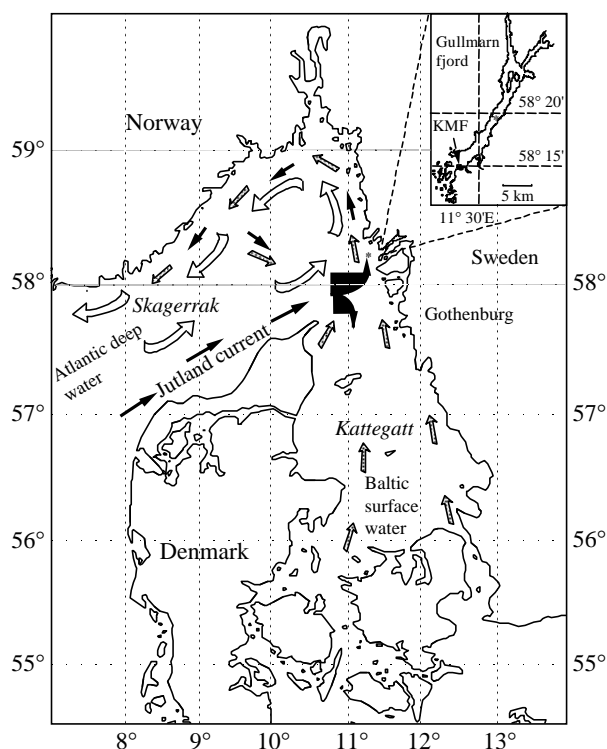 Gullmarn
fjord
58° 20'
KMF
58° 15'
5 km
11° 30'E
Norway
59°
Sweden
58°
58°
Skagerrak
Gothenburg
Atlantic deep
water
Jutland current
57°
57°
Kattegatt
Baltic
surface
water
56°
56°
Denmark
55°
55°
8°
9°
10°
11°
12°
13°